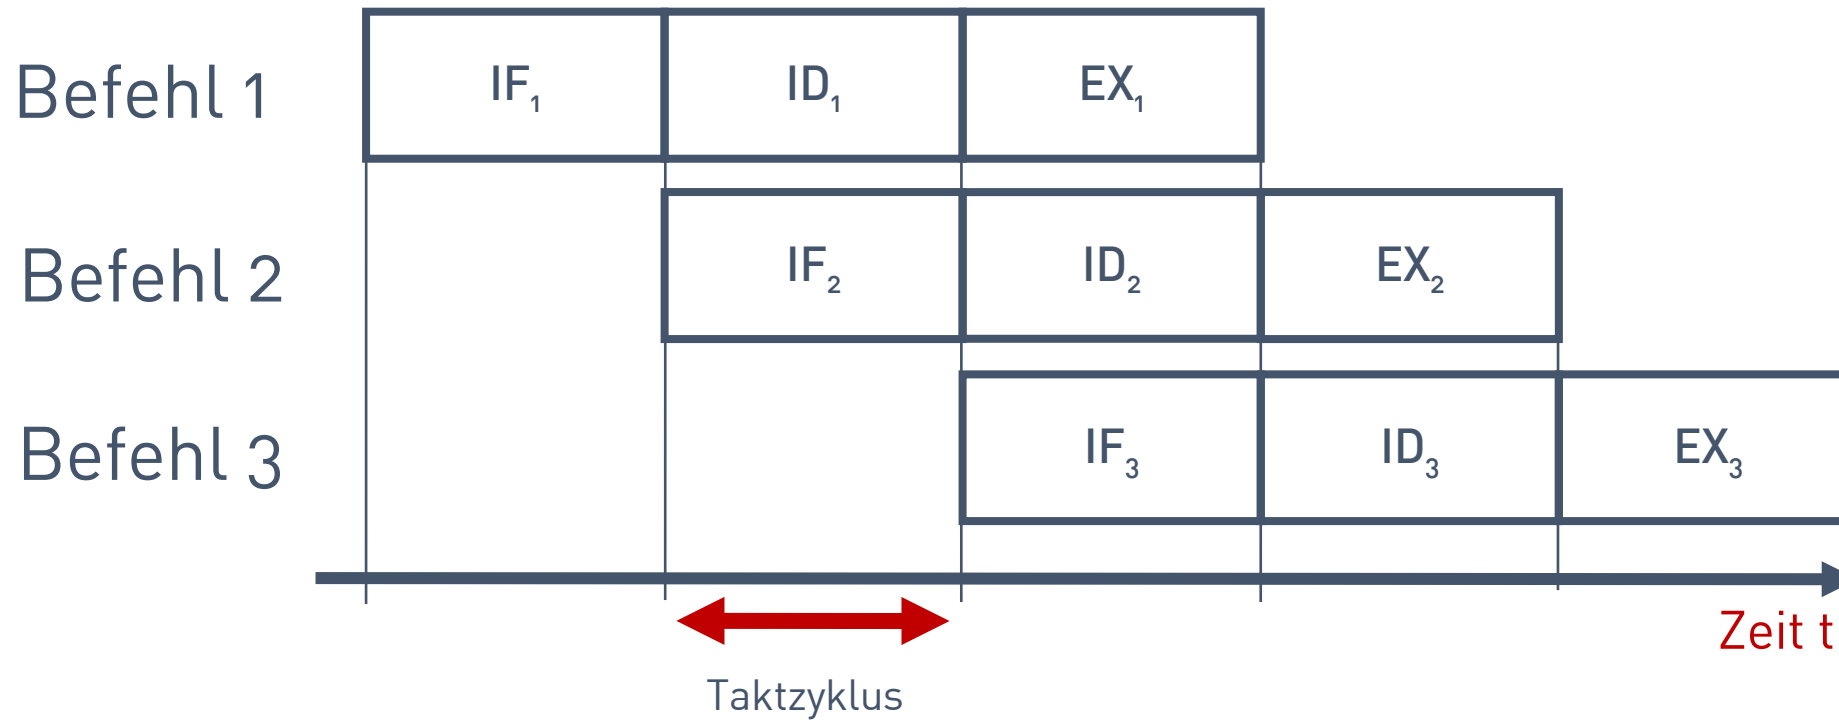 Befehl 1 IF₁ ID₁ EX₁
Befehl 2 IF₂ ID₂ EX₂
Befehl 3 IF₃ ID₃ EX₃
Zeit t
Taktzyklus